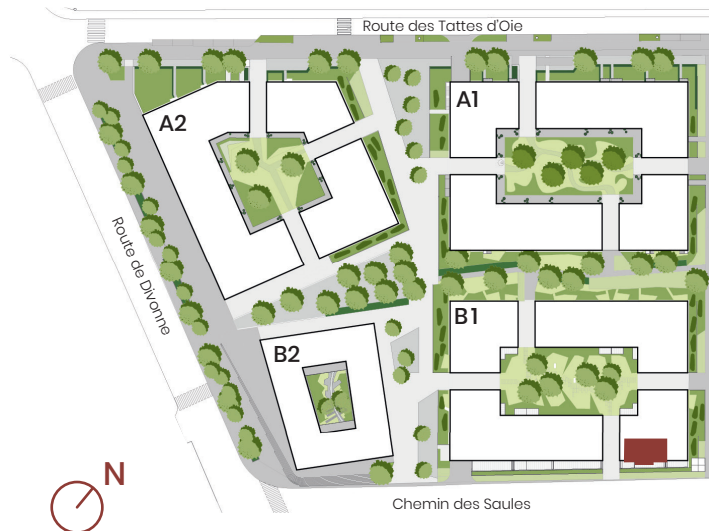 Route des Tattes d'Oie
A1
A2
Route de Divonne
B1
B2
N
Chemin des Saules